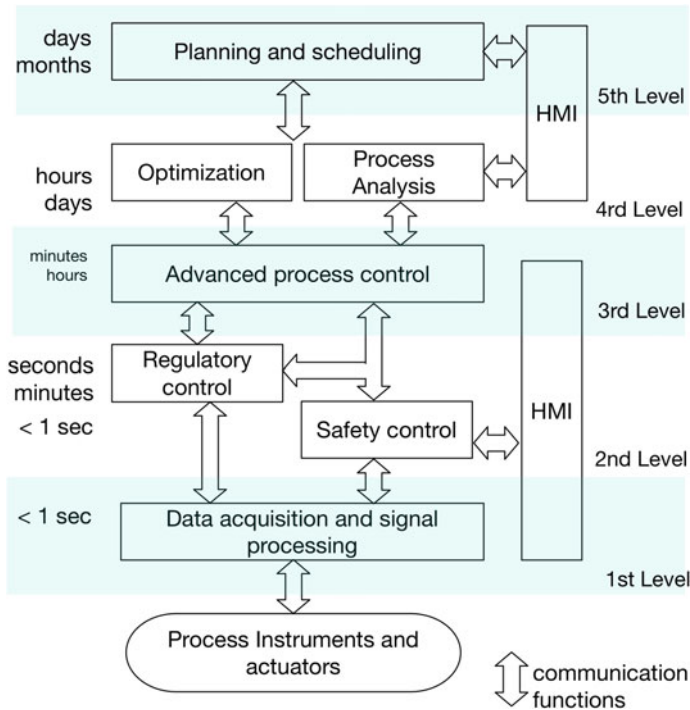 days
months
Planning and scheduling
HMI
5th Level
hours
days
Optimization
Process
Analysis
4rd Level
minutes
hours
Advanced process control
3rd Level
seconds
minutes
Regulatory
control
< 1 sec
Safety control
HMI
2nd Level
< 1 sec
Data acquisition and signal
processing
1st Level
Process Instruments and
actuators
communication
functions